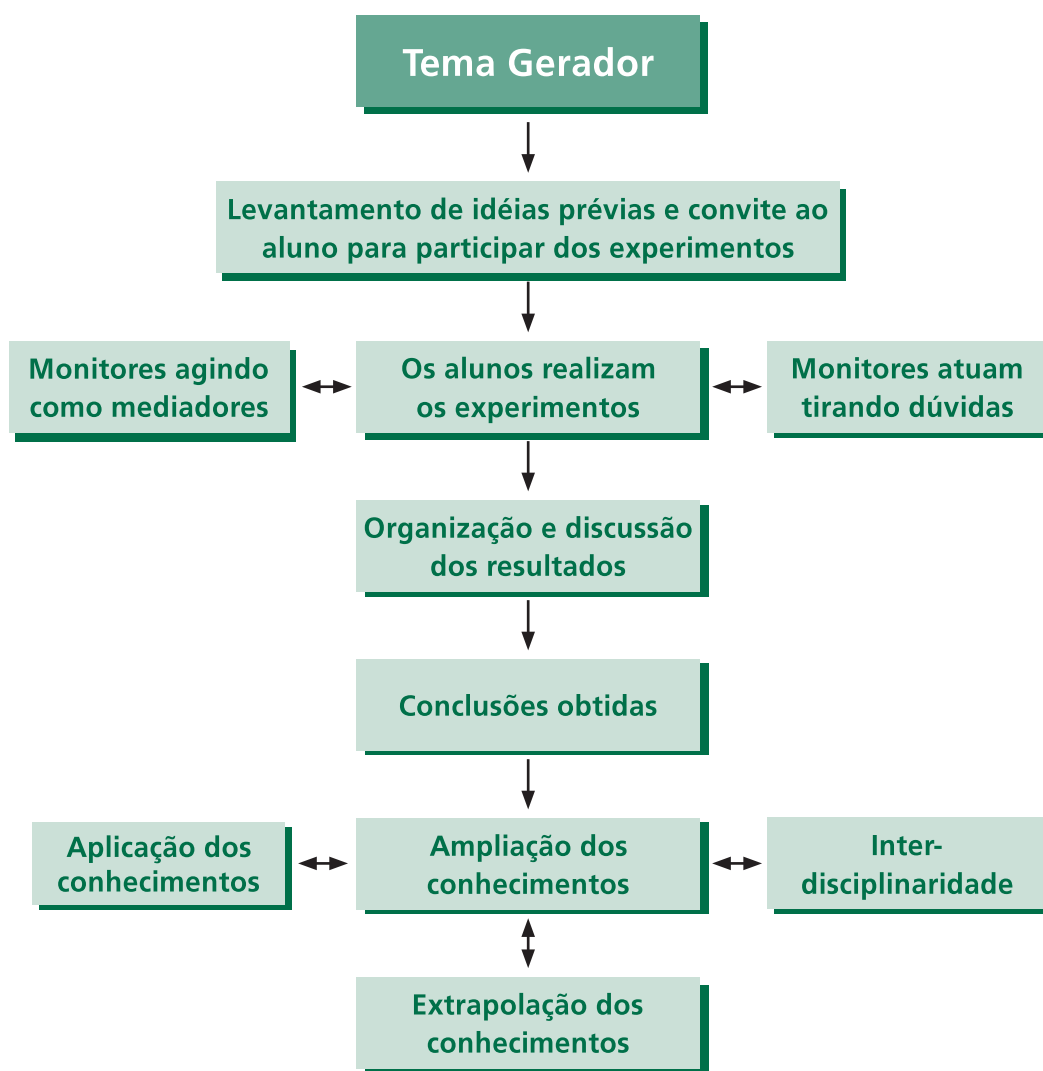 Tema Gerador
Levantamento de idéias prévias e convite ao
aluno para participar dos experimentos
Monitores agindo
como mediadores
Os alunos realizam
os experimentos
Monitores atuam
tirando dúvidas
Organização e discussão
dos resultados
Conclusões obtidas
Aplicação dos
conhecimentos
Ampliação dos
conhecimentos
Inter-
disciplinaridade
Extrapolação dos
conhecimentos